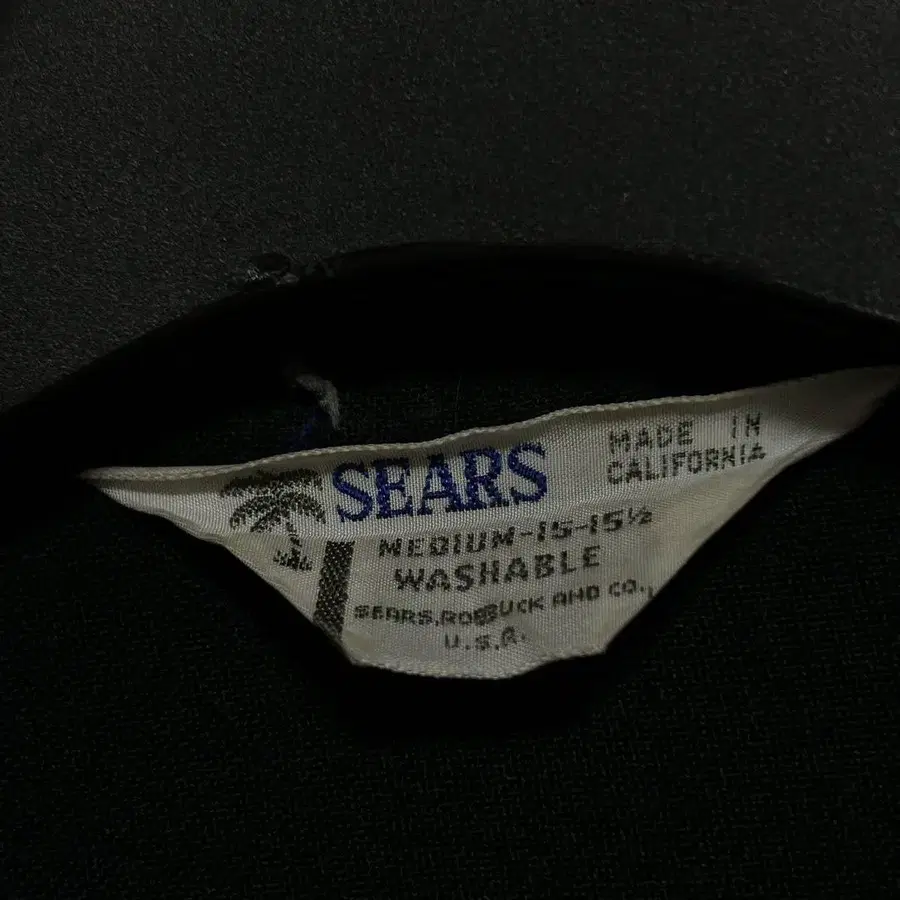 SEARS
MADE IN
CALIFORNIA
MEDIUM-15-15½
WASHABLE
SEARS, ROEBUCK AND CO.,
U.S.A.